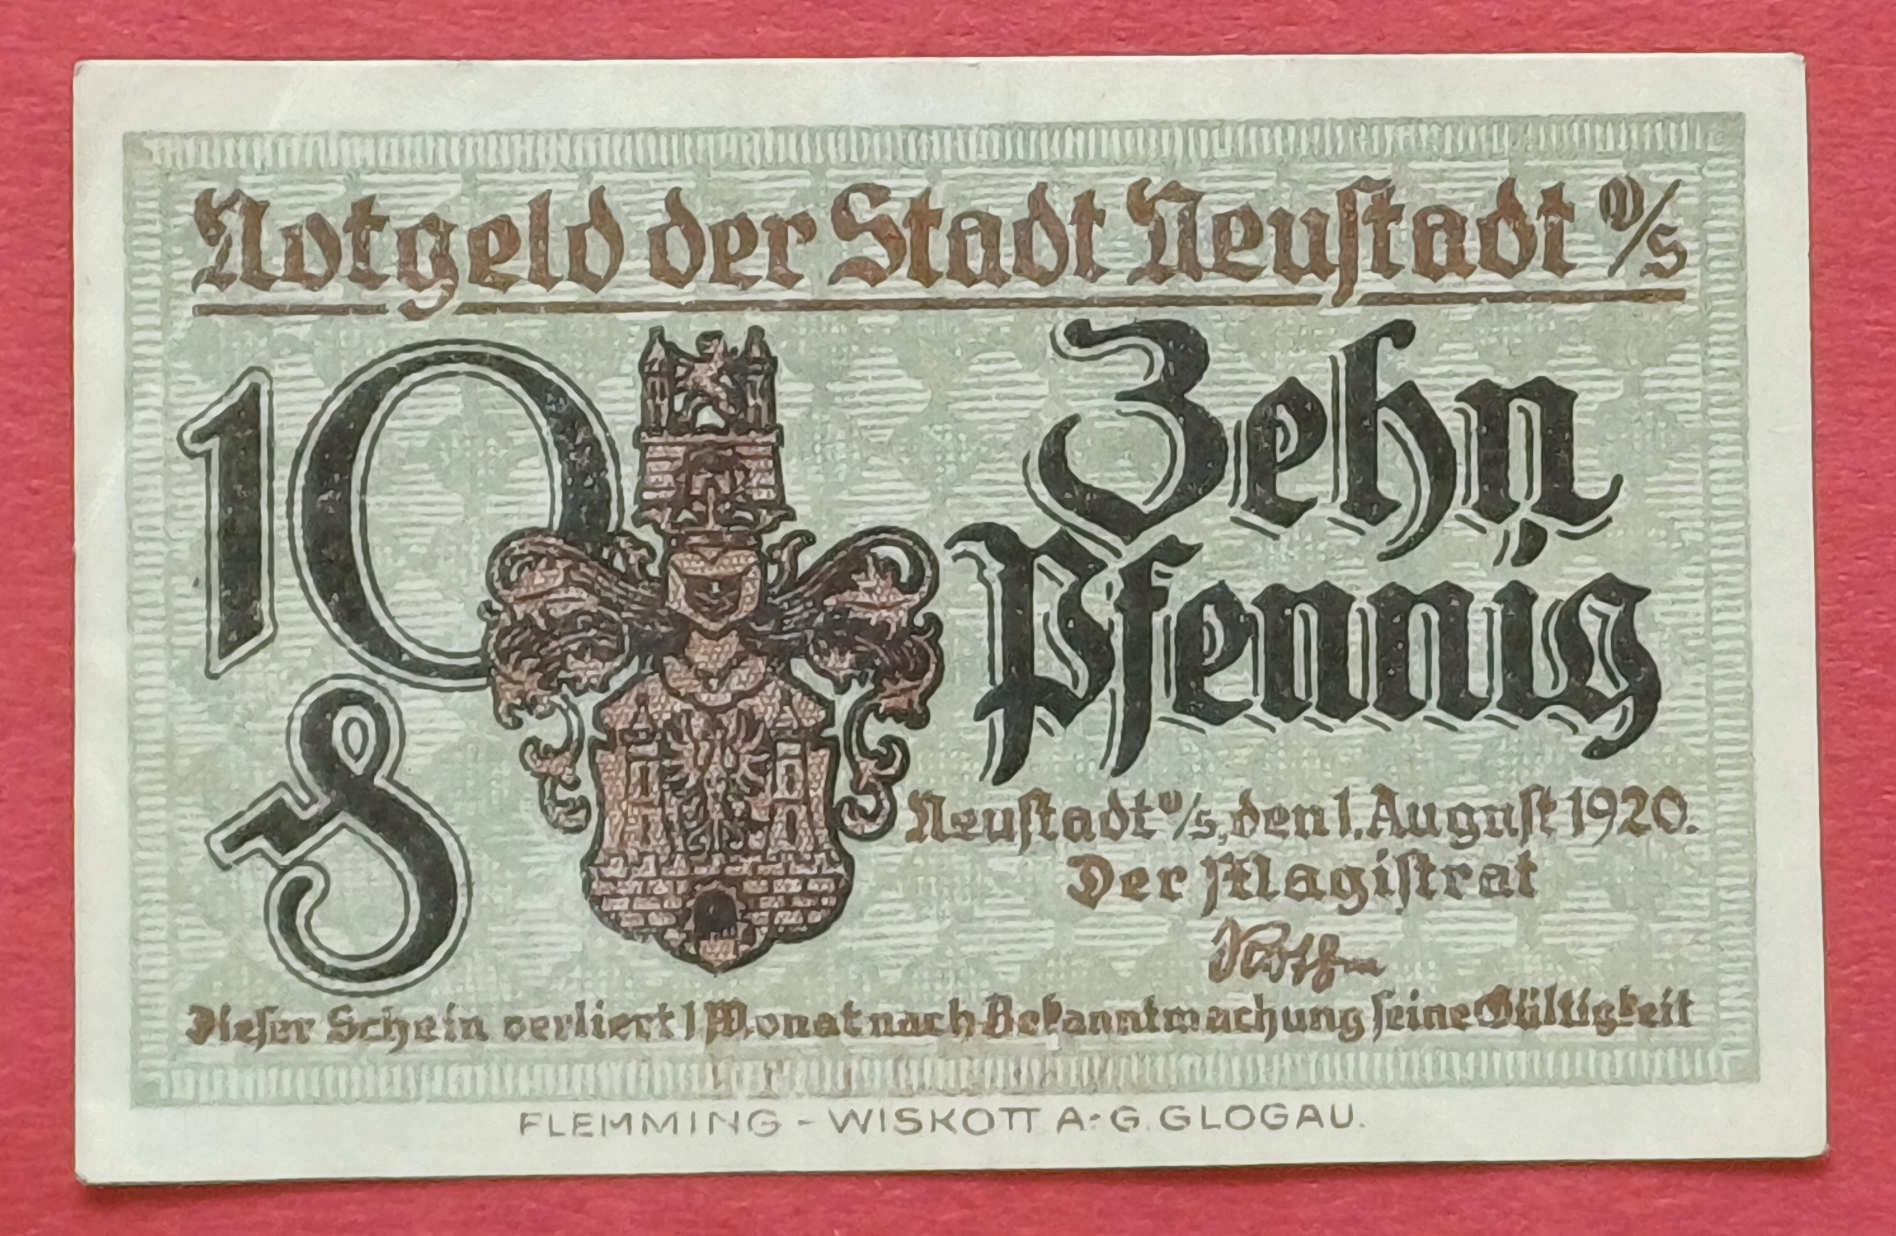 Notgeld der Stadt Neustadt O/S
10 ₰
Zehn
Pfennig
Neustadt O/S, den 1. August 1920.
Der Magistrat
Dieser Schein verliert 1 Monat nach Bekanntmachung seine Gültigkeit
FLEMMING - WISKOTT A-G. GLOGAU.